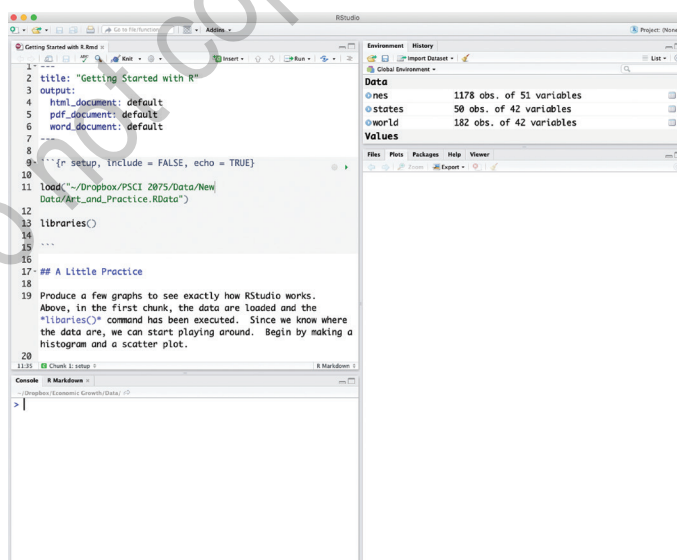 RStudio
Go to file/function
Addins
Project: (None
Getting Started with R.Rmd
ABC
Knit
Insert
Run
1 ---
2 title: "Getting Started with R"
3 output:
4 html_document: default
5 pdf_document: default
6 word_document: default
7 ---
8
9 ```{r setup, include = FALSE, echo = TRUE}
10
11 load("~/Dropbox/PSCI 2075/Data/New
Data/Art_and_Practice.RData")
12
13 libraries()
14
15 ```
16
17 ## A Little Practice
18
19 Produce a few graphs to see exactly how RStudio works.
Above, in the first chunk, the data are loaded and the
*libaries()* command has been executed. Since we know where
the data are, we can start playing around. Begin by making a
histogram and a scatter plot.
20
11:35 Chunk 1: setup R Markdown
Console R Markdown
~/Dropbox/Economic Growth/Data/
>
Environment History
Import Dataset List
Global Environment
Data
nes 1178 obs. of 51 variables
states 50 obs. of 42 variables
world 182 obs. of 42 variables
Values
Files Plots Packages Help Viewer
Zoom Export